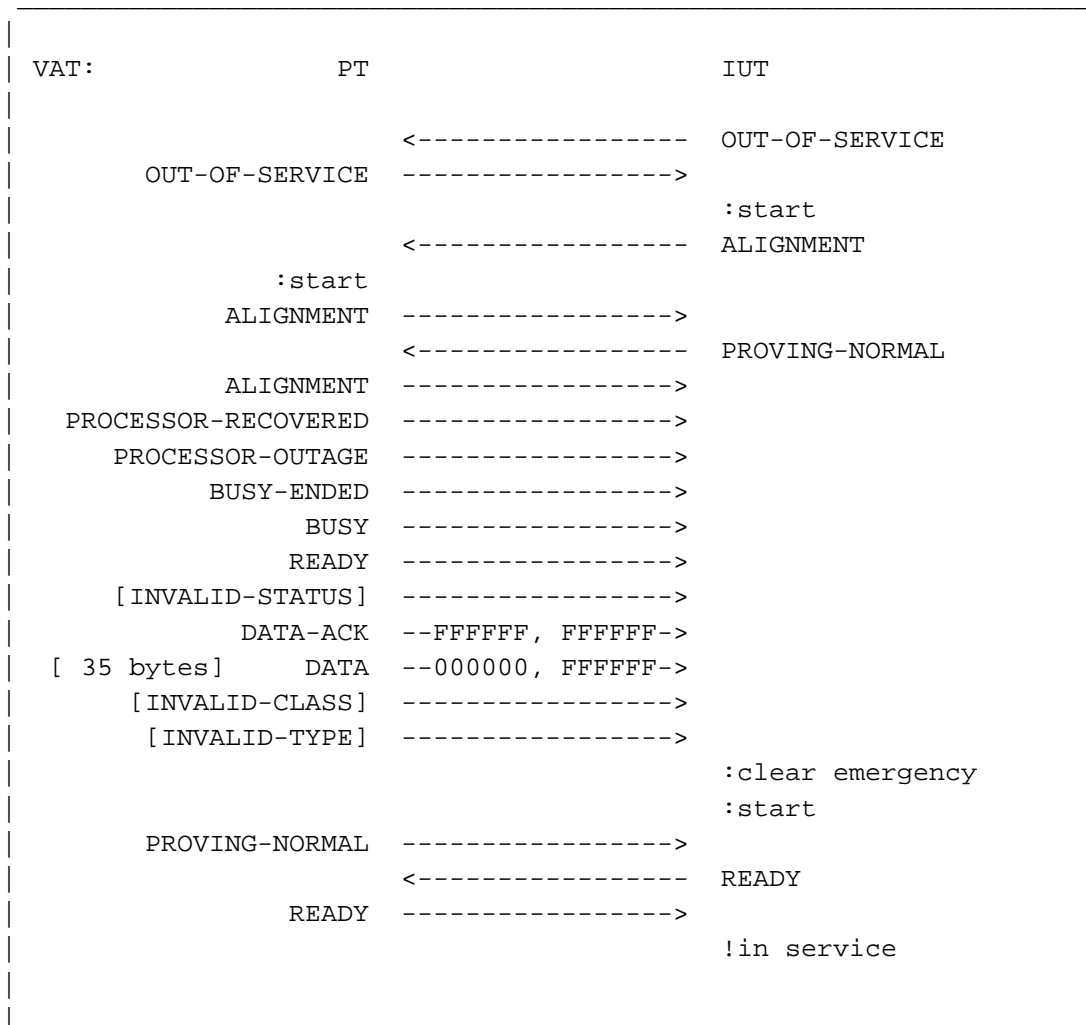 VAT: PT IUT
<----------------- OUT-OF-SERVICE
OUT-OF-SERVICE ----------------->
:start
<----------------- ALIGNMENT
:start
ALIGNMENT ----------------->
<----------------- PROVING-NORMAL
ALIGNMENT ----------------->
PROCESSOR-RECOVERED ----------------->
PROCESSOR-OUTAGE ----------------->
BUSY-ENDED ----------------->
BUSY ----------------->
READY ----------------->
[INVALID-STATUS] ----------------->
DATA-ACK --FFFFFF, FFFFFF->
[ 35 bytes] DATA --000000, FFFFFF->
[INVALID-CLASS] ----------------->
[INVALID-TYPE] ----------------->
:clear emergency
:start
PROVING-NORMAL ----------------->
<----------------- READY
READY ----------------->
!in service